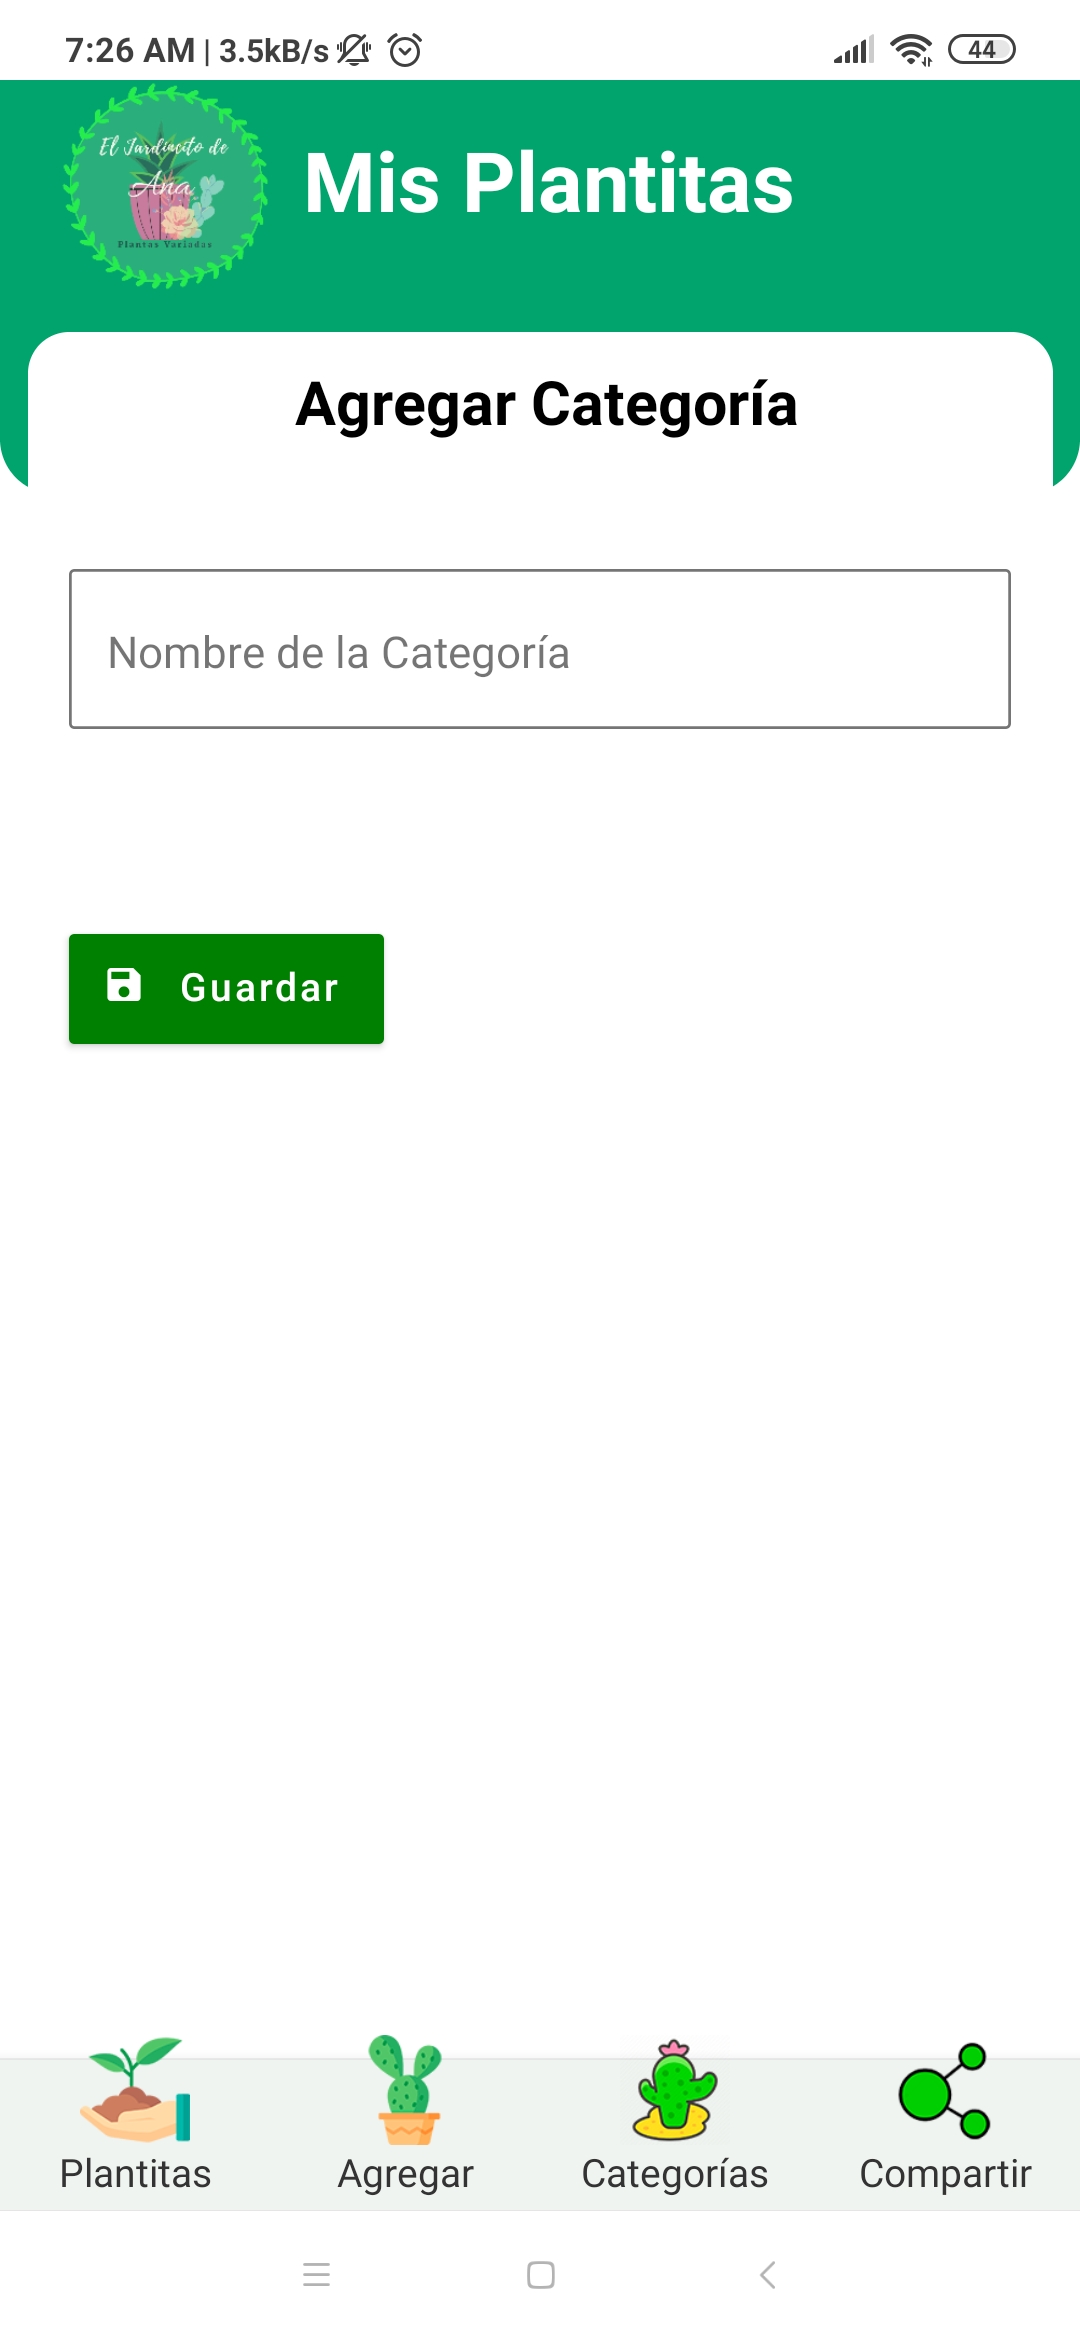 7:26 AM | 3.5kB/s
44
El Jardincito de
Ana
Plantas Variadas
Mis Plantitas
Agregar Categoría
Nombre de la Categoría
Guardar
Plantitas
Agregar
Categorías
Compartir